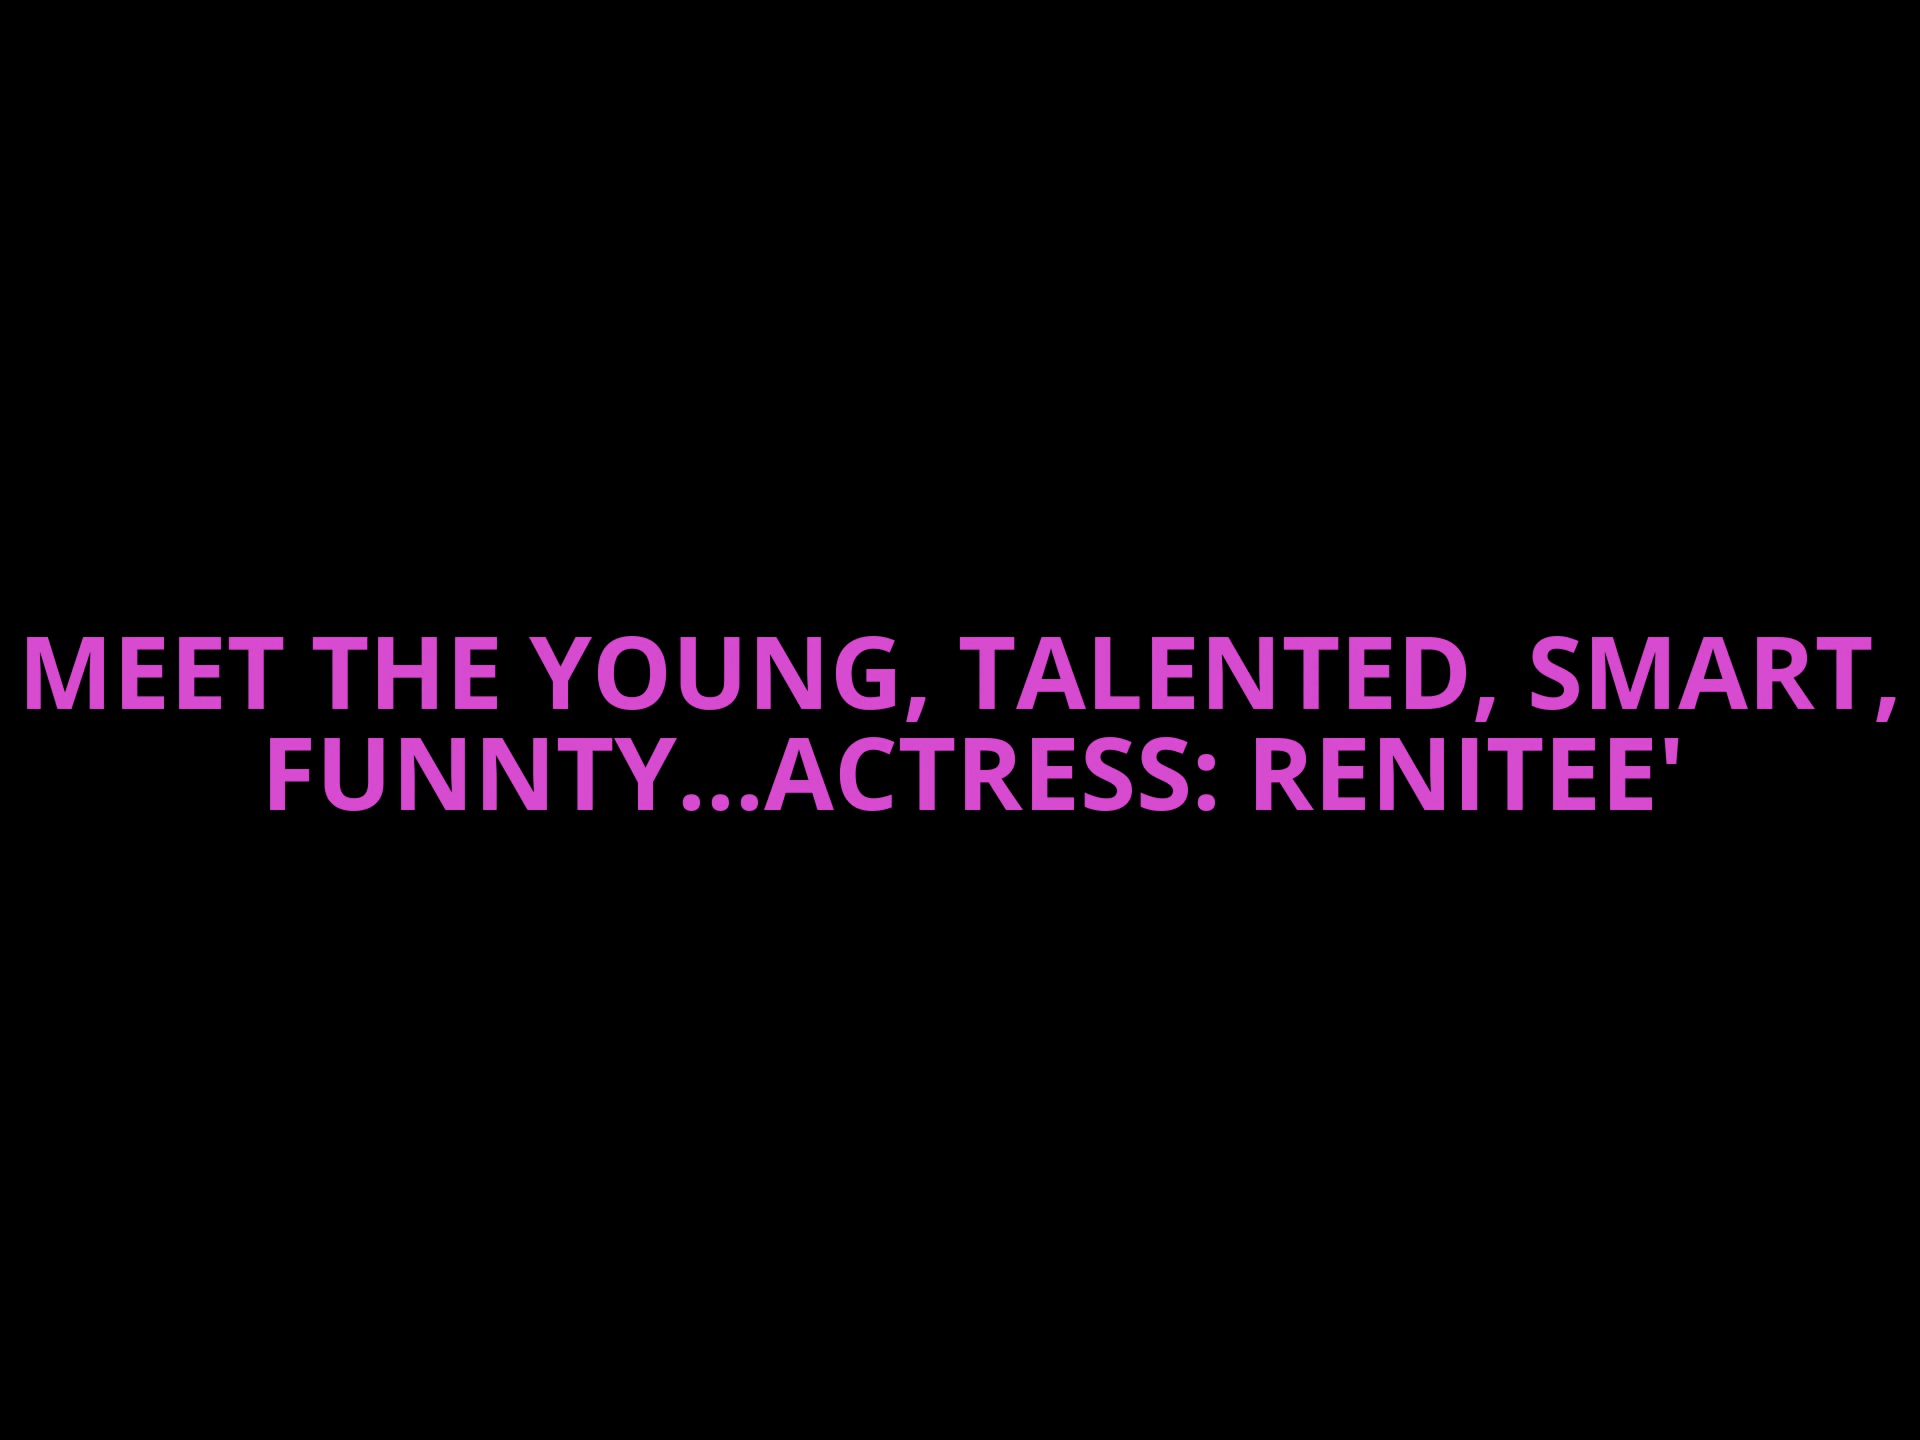 MEET THE YOUNG, TALENTED, SMART,
FUNNTY...ACTRESS: RENITEE'